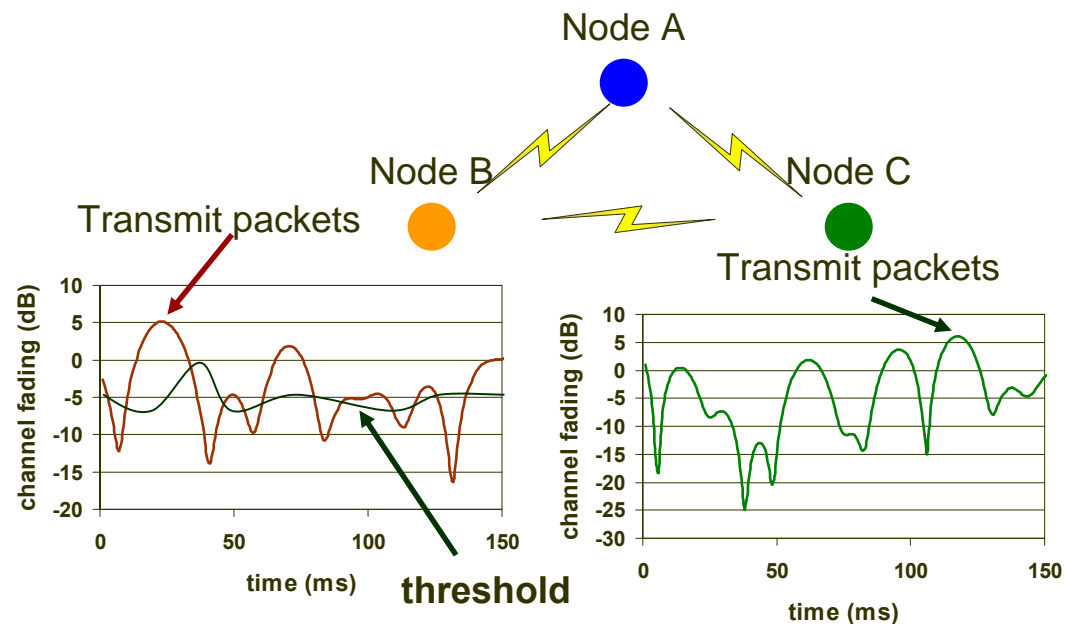 Node A
Node B
Node C
Transmit packets
Transmit packets
channel fading (dB)
10
5
0
-5
-10
-15
-20
0
50
100
150
time (ms)
threshold
channel fading (dB)
10
5
0
-5
-10
-15
-20
-25
-30
0
50
100
150
time (ms)